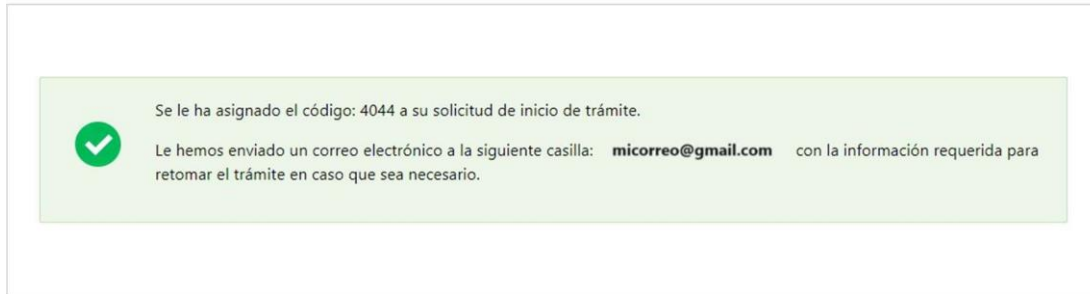 Se le ha asignado el código: 4044 a su solicitud de inicio de trámite.
Le hemos enviado un correo electrónico a la siguiente casilla: micorreo@gmail.com con la información requerida para
retomar el trámite en caso que sea necesario.